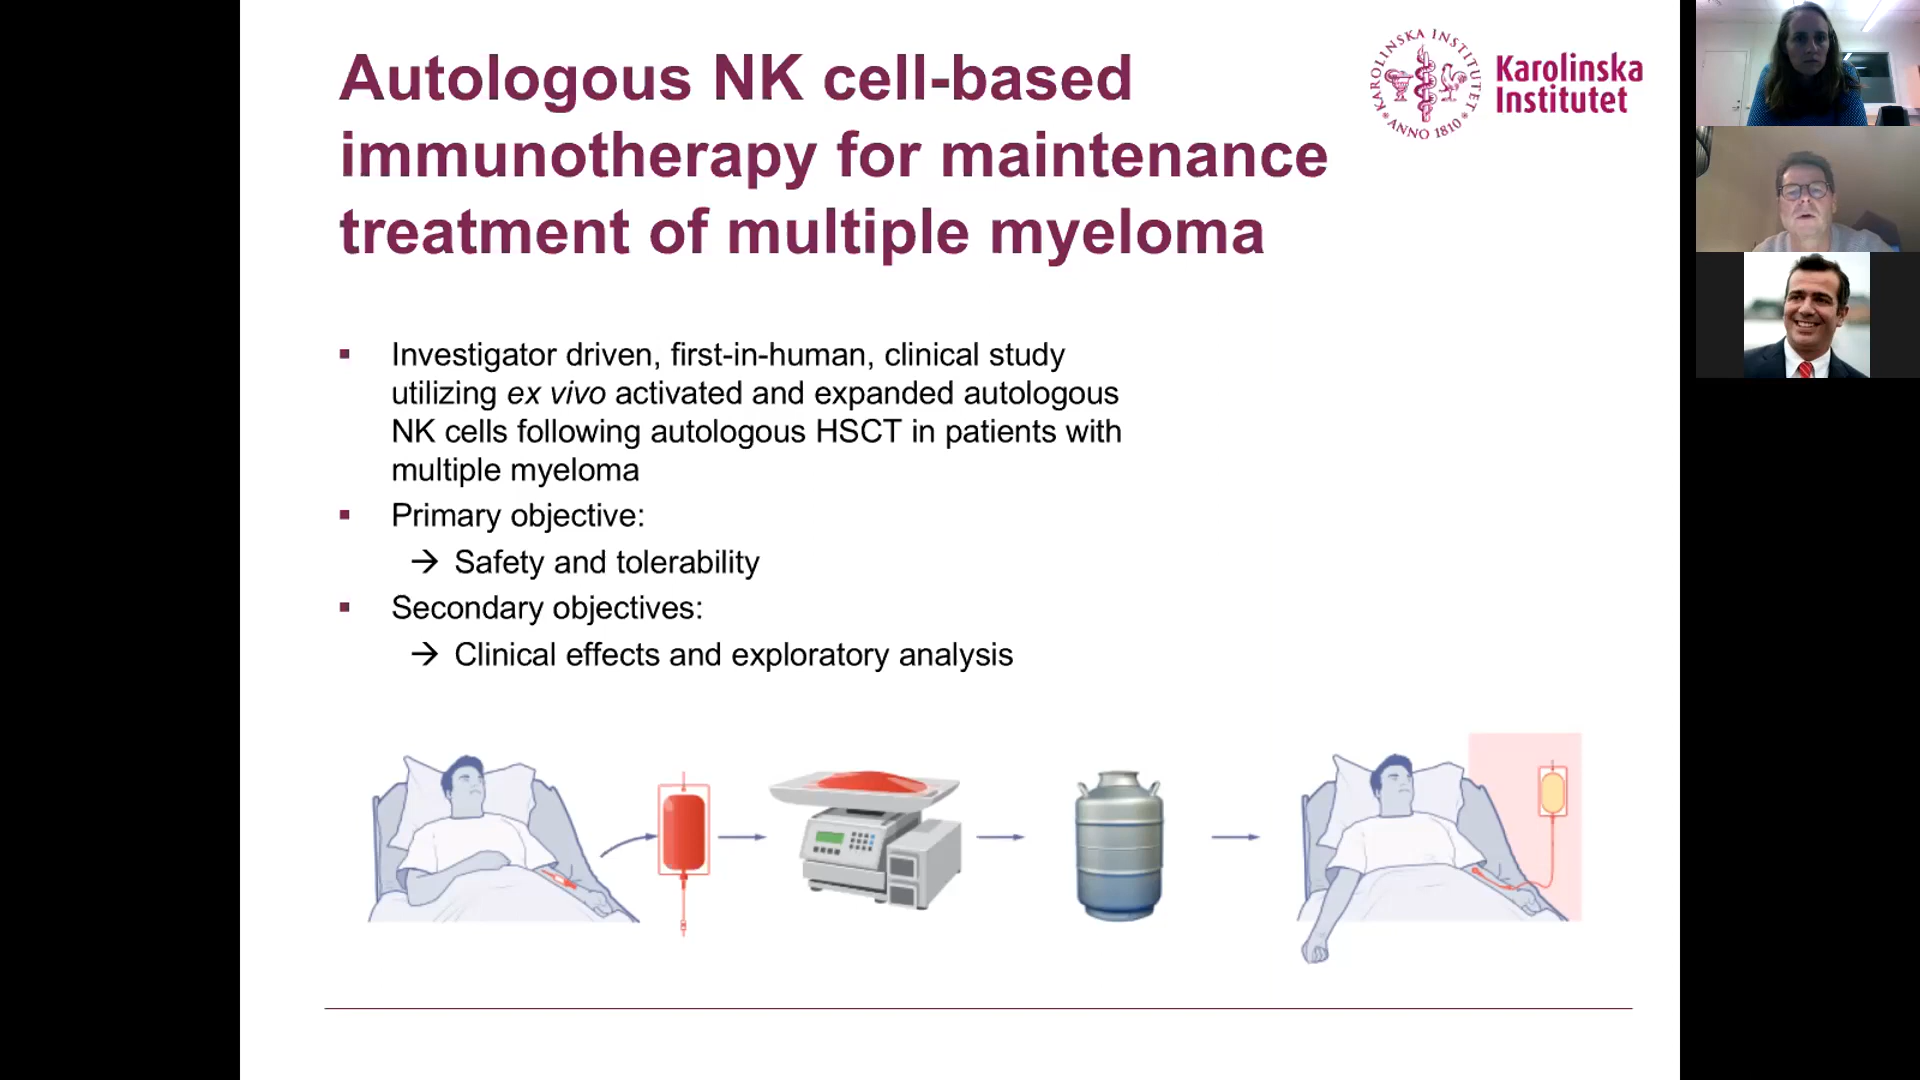 Autologous NK cell-based
immunotherapy for maintenance
treatment of multiple myeloma
KAROLINSKA INSTITUTET
ANNO 1810
Karolinska
Institutet
▪ Investigator driven, first-in-human, clinical study
utilizing ex vivo activated and expanded autologous
NK cells following autologous HSCT in patients with
multiple myeloma
▪ Primary objective:
→ Safety and tolerability
▪ Secondary objectives:
→ Clinical effects and exploratory analysis